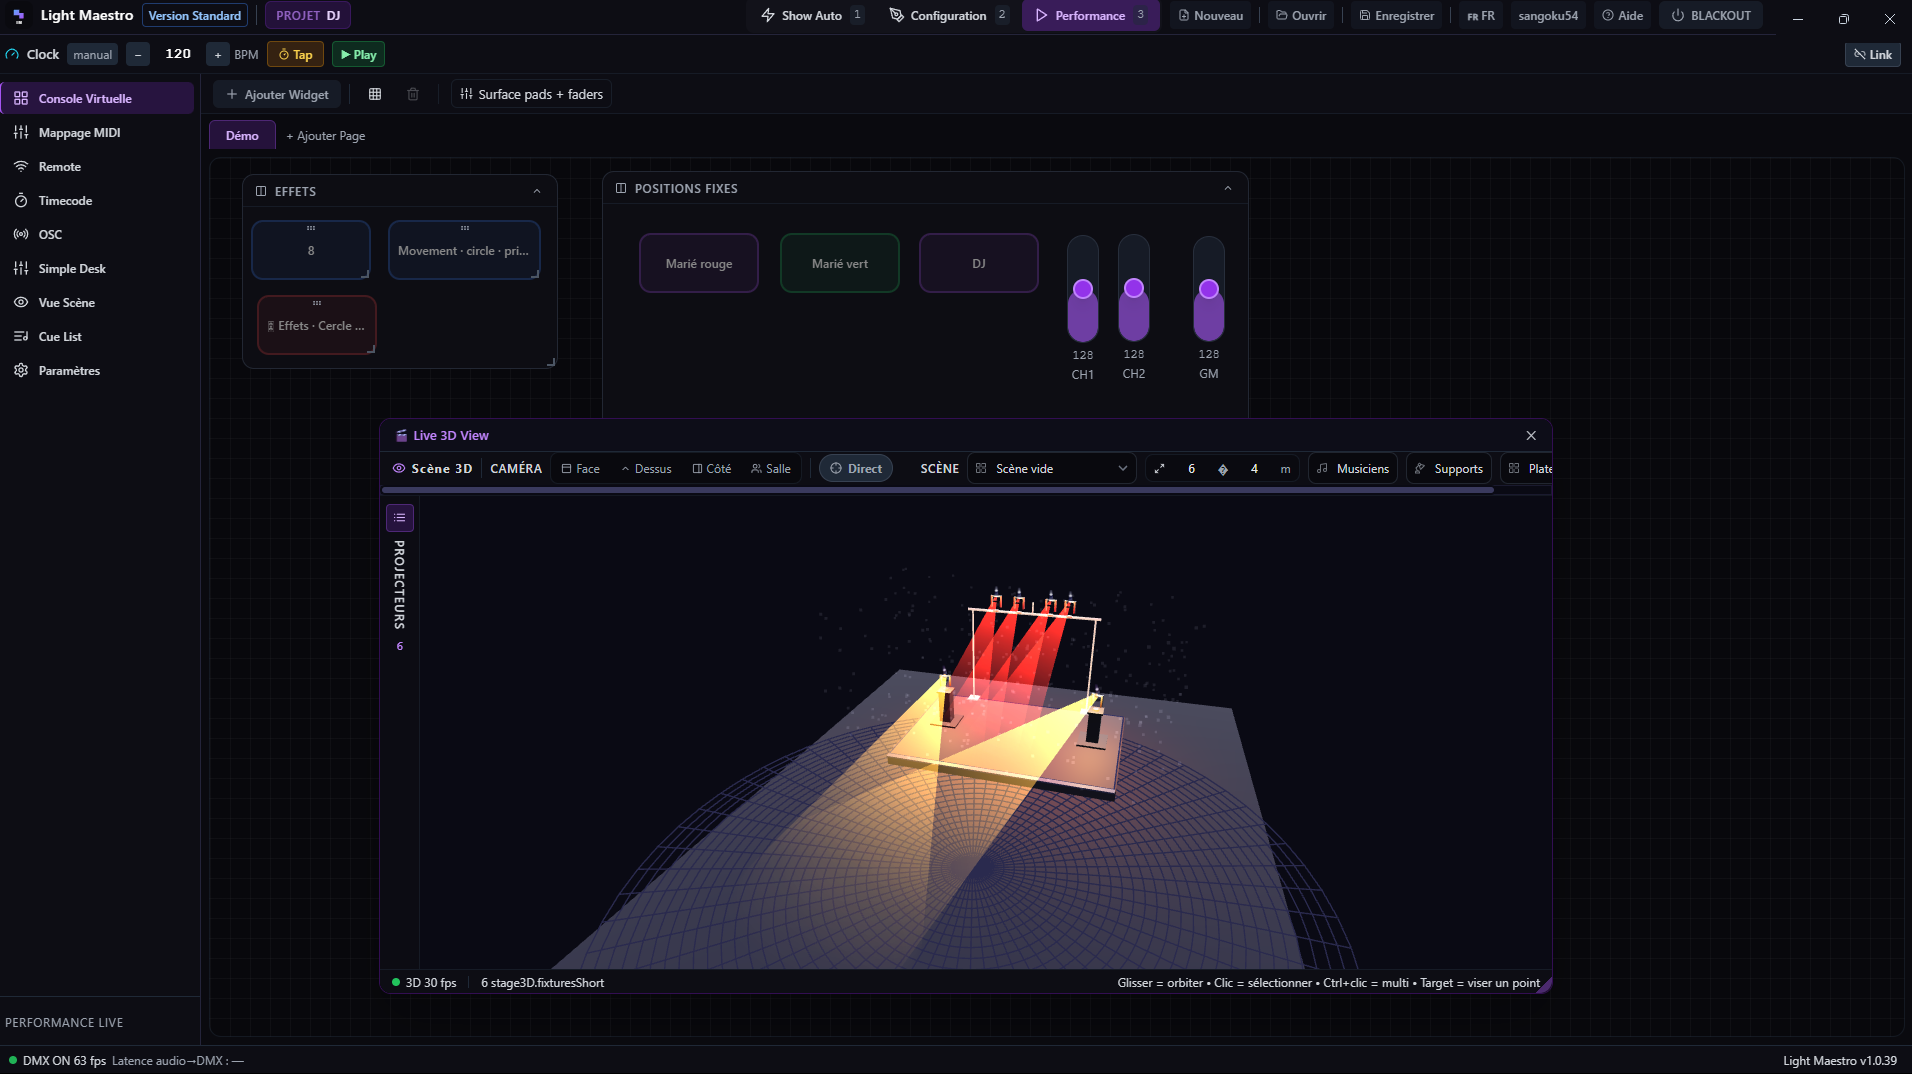 Light Maestro Version Standard PROJET DJ Show Auto 1 Configuration 2 Performance 3 Nouveau Ouvrir Enregistrer FR FR sangoku54 Aide BLACKOUT
Clock manual − 120 + BPM Tap Play Link
Console Virtuelle
Mappage MIDI
Remote
Timecode
OSC
Simple Desk
Vue Scène
Cue List
Paramètres
PERFORMANCE LIVE
+ Ajouter Widget Surface pads + faders
Démo + Ajouter Page
EFFETS
8 Movement · circle · pri...
Effets · Cercle ...
POSITIONS FIXES
Marié rouge Marié vert DJ
128 128 128
CH1 CH2 GM
Live 3D View
Scène 3D CAMÉRA Face Dessus Côté Salle Direct SCÈNE Scène vide 6 4 m Musiciens Supports Plate
PROJECTEURS
6
3D 30 fps 6 stage3D.fixturesShort Glisser = orbiter • Clic = sélectionner • Ctrl+clic = multi • Target = viser un point
DMX ON 63 fps Latence audio→DMX : — Light Maestro v1.0.39